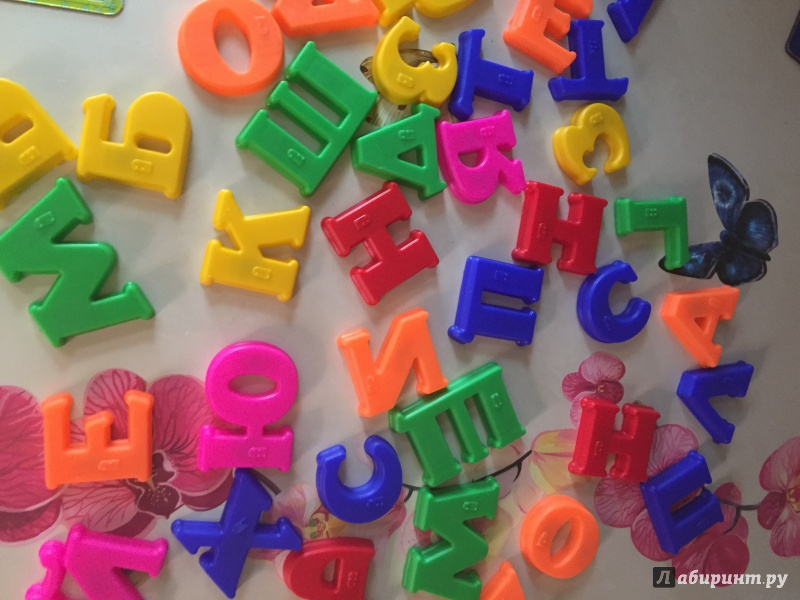 О З Т Т
Б Ш А Я З
М К Н Н Г
П С А
И Л
Е Ю Н
С П
Х М О
Лабиринт.ру